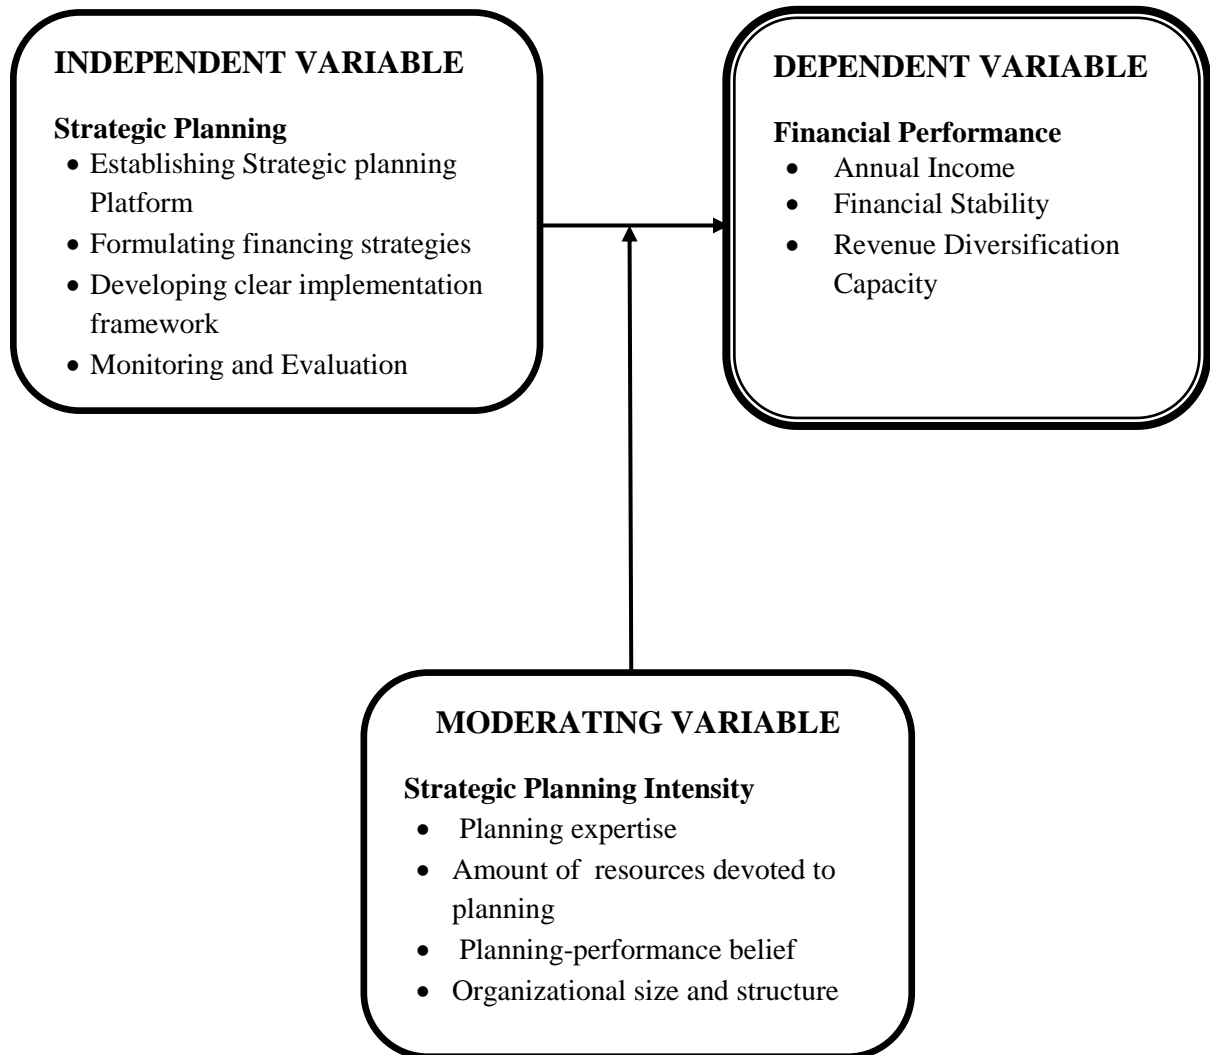 INDEPENDENT VARIABLE
Strategic Planning
• Establishing Strategic planning
Platform
• Formulating financing strategies
• Developing clear implementation
framework
• Monitoring and Evaluation
DEPENDENT VARIABLE
Financial Performance
• Annual Income
• Financial Stability
• Revenue Diversification
Capacity
MODERATING VARIABLE
Strategic Planning Intensity
• Planning expertise
• Amount of resources devoted to
planning
• Planning-performance belief
• Organizational size and structure